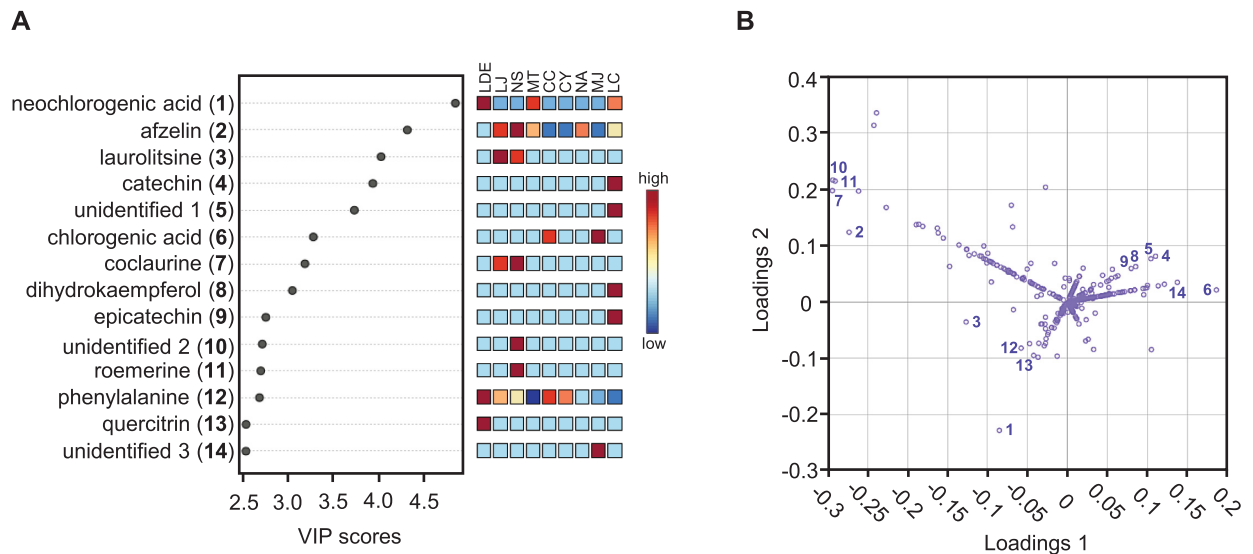 A
LDE LJ NS MT CC CY NA MJ LC
neochlorogenic acid (1)
afzelin (2)
laurolitsine (3)
catechin (4)
unidentified 1 (5)
chlorogenic acid (6)
coclaurine (7)
dihydrokaempferol (8)
epicatechin (9)
unidentified 2 (10)
roemerine (11)
phenylalanine (12)
quercitrin (13)
unidentified 3 (14)
high
low
2.5 3.0 3.5 4.0 4.5
VIP scores
B
Loadings 2
0.4
0.3
0.2
0.1
0
-0.1
-0.2
-0.3
10
11
7
2
5
4
8
9
14
6
3
12
13
1
-0.3 -0.25 -0.2 -0.15 -0.1 -0.05 0 0.05 0.1 0.15 0.2
Loadings 1